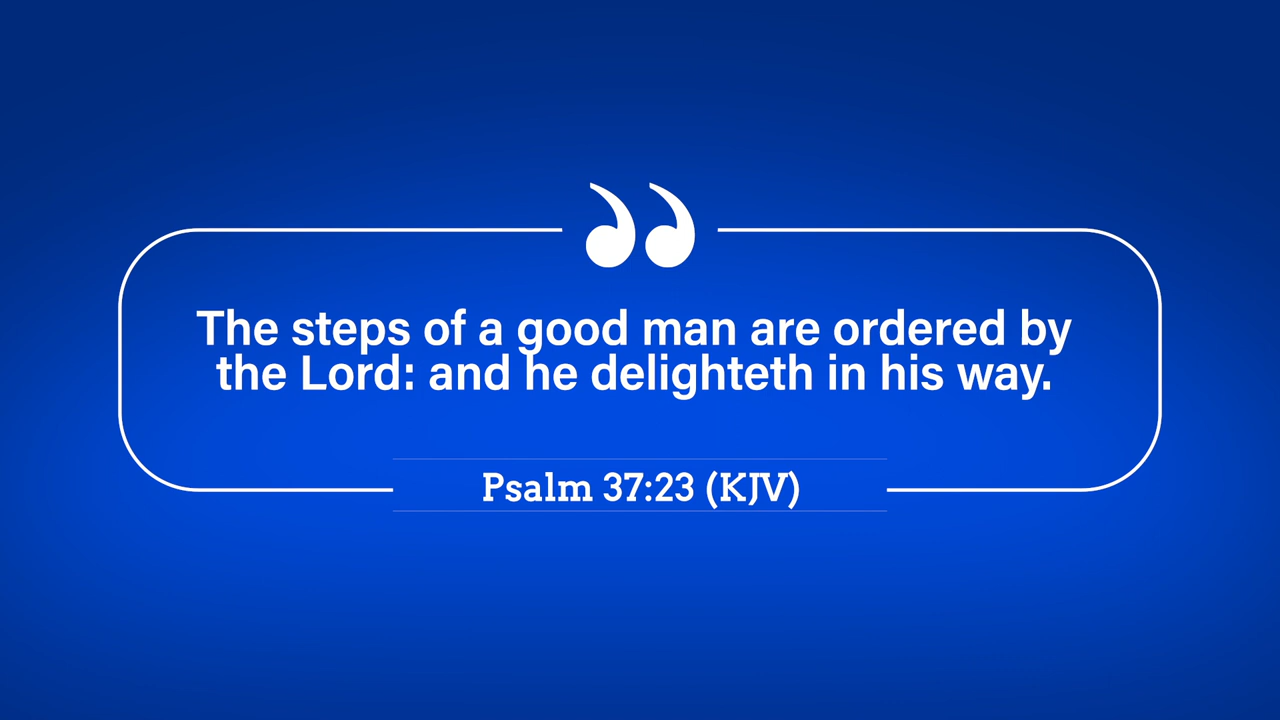 The steps of a good man are ordered by
the Lord: and he delighteth in his way.
Psalm 37:23 (KJV)